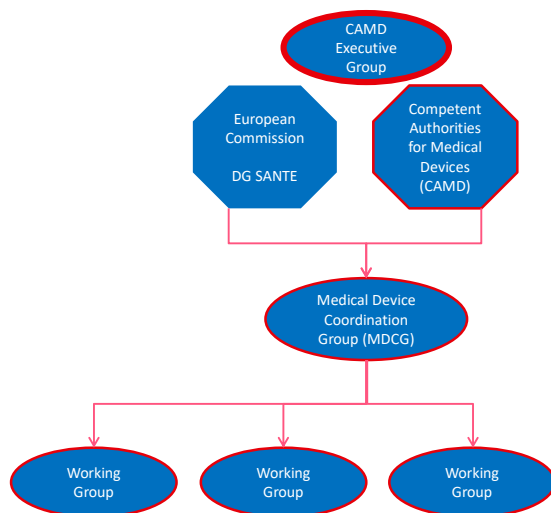 CAMD
Executive
Group
European
Commission
DG SANTE
Competent
Authorities
for Medical
Devices
(CAMD)
Medical Device
Coordination
Group (MDCG)
Working
Group
Working
Group
Working
Group